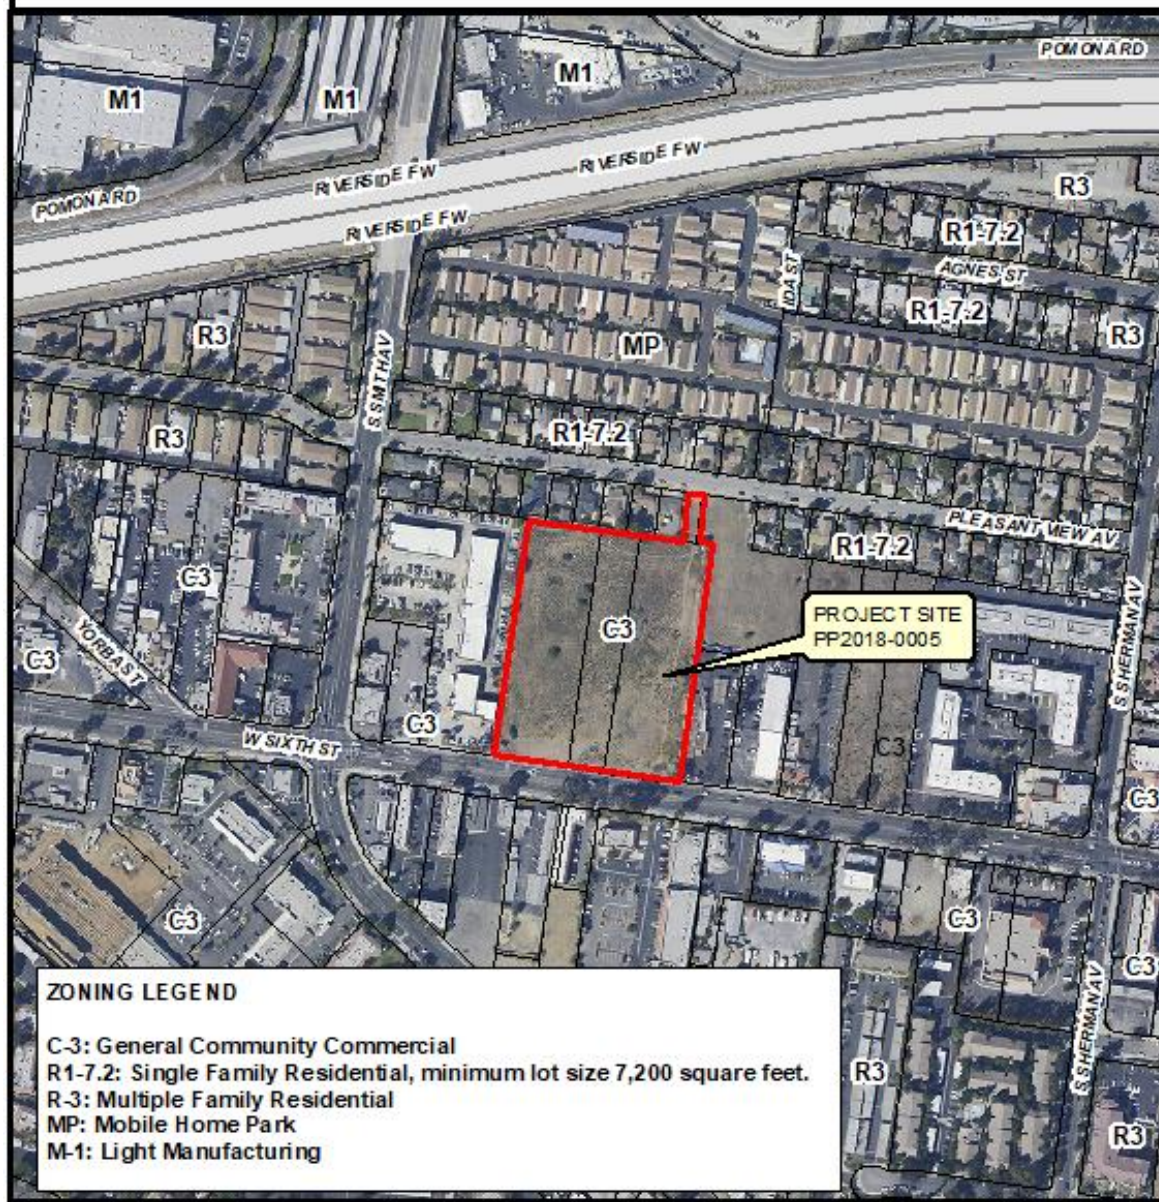 POMONA RD
M1
M1
M1
RIVERSIDE FW
RIVERSIDE FW
POMONA RD
RIVERSIDE FW
R3
R1-7.2
AGNES ST
IDA ST
R1-7.2
R3
R3
MP
S SMITH AV
R3
R1-7.2
PLEASANT VIEW AV
R1-7.2
C3
PROJECT SITE
PP2018-0005
C3
YORBA ST
C3
S SHERMAN AV
C3
W SIXTH ST
C3
C3
C3
C3
C3
S SHERMAN AV
R3
R3
ZONING LEGEND
C-3: General Community Commercial
R1-7.2: Single Family Residential, minimum lot size 7,200 square feet.
R-3: Multiple Family Residential
MP: Mobile Home Park
M-1: Light Manufacturing